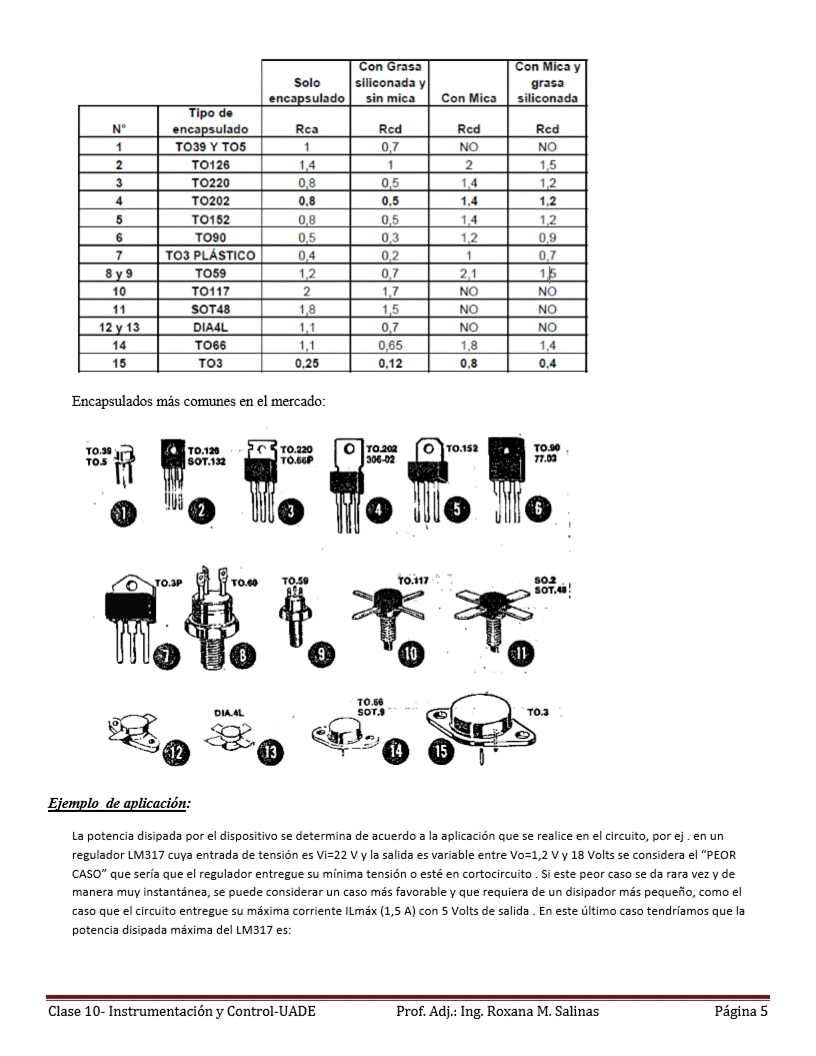 Solo encapsulado | Con Grasa siliconada y sin mica | Con Mica | Con Mica y grasa siliconada
N° | Tipo de encapsulado | Rca | Rcd | Rcd | Rcd
1 | TO39 Y TO5 | 1 | 0,7 | NO | NO
2 | TO126 | 1,4 | 1 | 2 | 1,5
3 | TO220 | 0,8 | 0,5 | 1,4 | 1,2
4 | TO202 | 0,8 | 0,5 | 1,4 | 1,2
5 | TO152 | 0,8 | 0,5 | 1,4 | 1,2
6 | TO90 | 0,5 | 0,3 | 1,2 | 0,9
7 | TO3 PLÁSTICO | 0,4 | 0,2 | 1 | 0,7
8 y 9 | TO59 | 1,2 | 0,7 | 2,1 | 1,5
10 | TO117 | 2 | 1,7 | NO | NO
11 | SOT48 | 1,8 | 1,5 | NO | NO
12 y 13 | DIA4L | 1,1 | 0,7 | NO | NO
14 | TO66 | 1,1 | 0,65 | 1,8 | 1,4
15 | TO3 | 0,25 | 0,12 | 0,8 | 0,4
Encapsulados más comunes en el mercado:
TO.39 TO.5
TO.126 SOT.132
TO.220 TO.66P
TO.202 306-02
TO.152
TO.90 77.03
1 2 3 4 5 6
TO.3P
TO.60
TO.59
TO.117
SO.2 SOT.48
7 8 9 10 11
DIA.4L
TO.66 SOT.9
TO.3
12 13 14 15
Ejemplo de aplicación:
La potencia disipada por el dispositivo se determina de acuerdo a la aplicación que se realice en el circuito, por ej . en un
regulador LM317 cuya entrada de tensión es Vi=22 V y la salida es variable entre Vo=1,2 V y 18 Volts se considera el “PEOR
CASO” que sería que el regulador entregue su mínima tensión o esté en cortocircuito . Si este peor caso se da rara vez y de
manera muy instantánea, se puede considerar un caso más favorable y que requiera de un disipador más pequeño, como el
caso que el circuito entregue su máxima corriente ILmáx (1,5 A) con 5 Volts de salida . En este último caso tendríamos que la
potencia disipada máxima del LM317 es:
Clase 10- Instrumentación y Control-UADE Prof. Adj.: Ing. Roxana M. Salinas Página 5